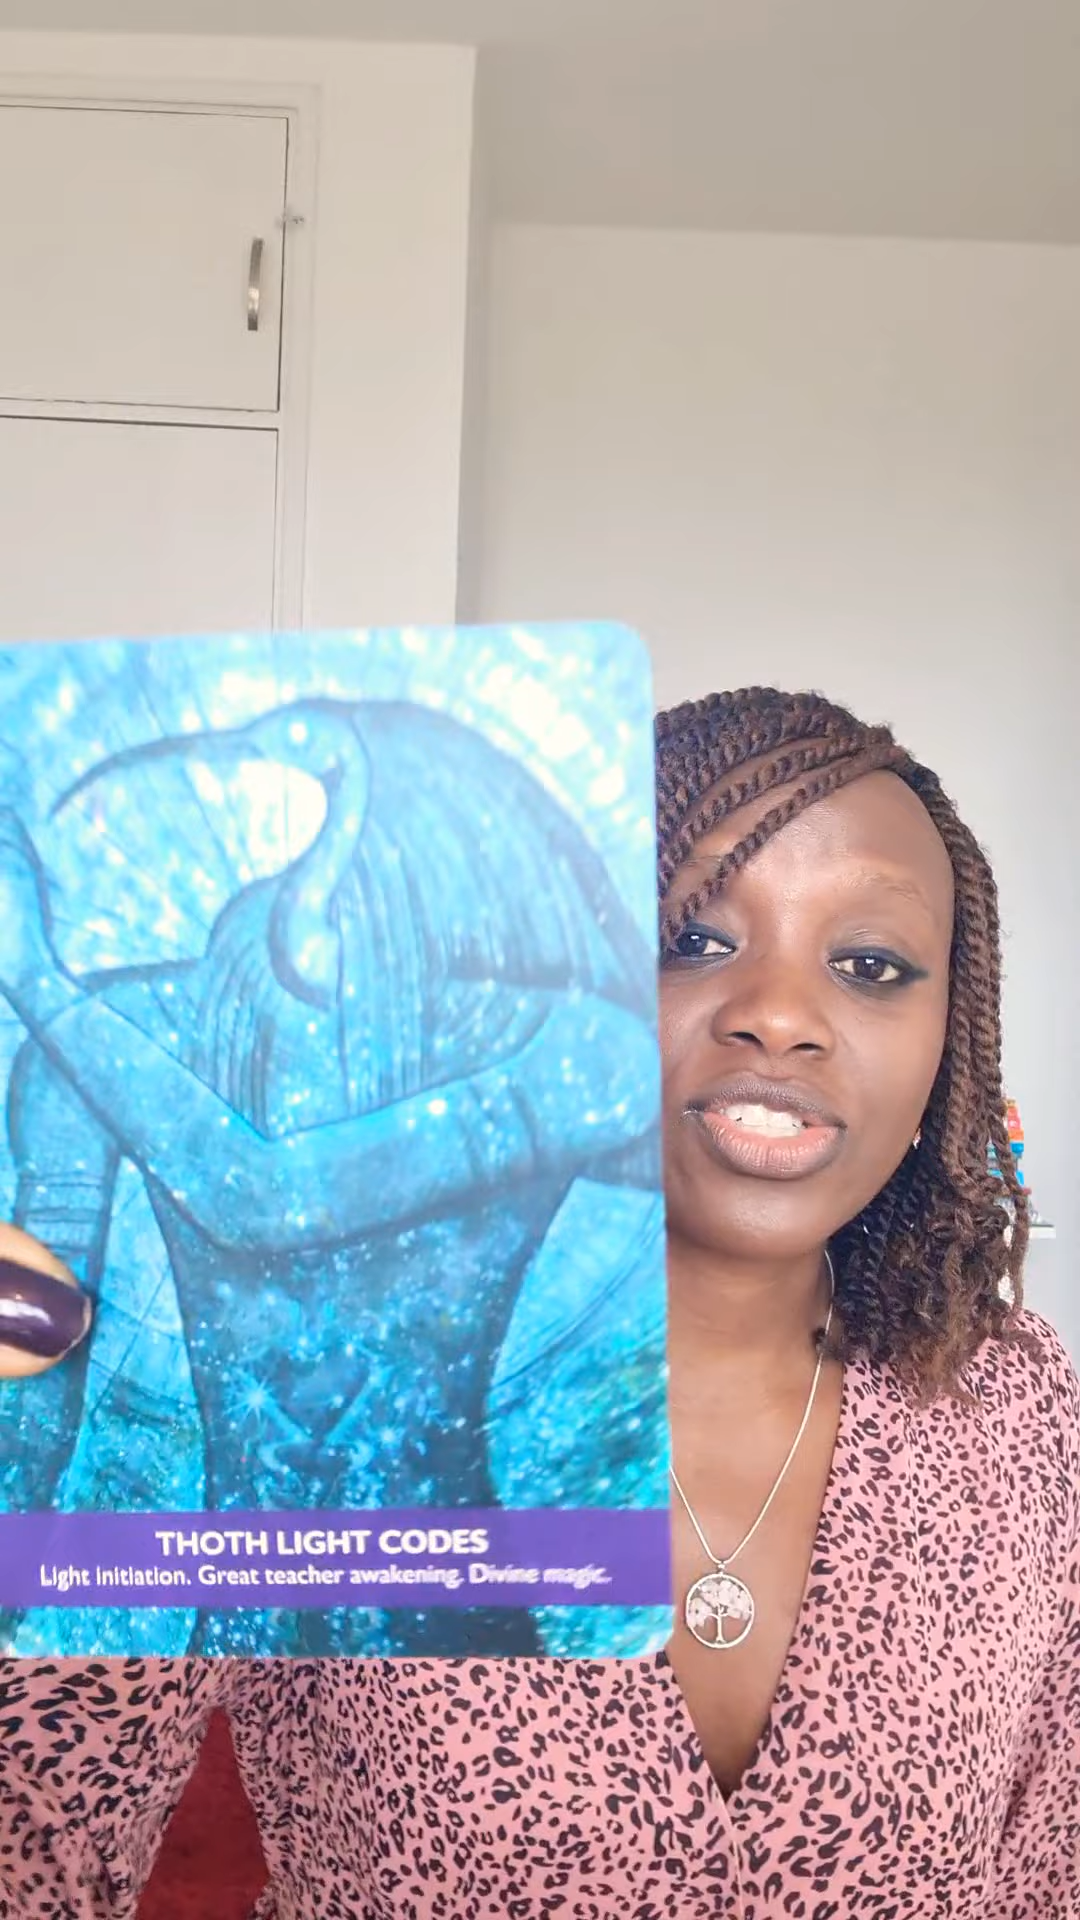 THOTH LIGHT CODES
Light initiation. Great teacher awakening. Divine magic.